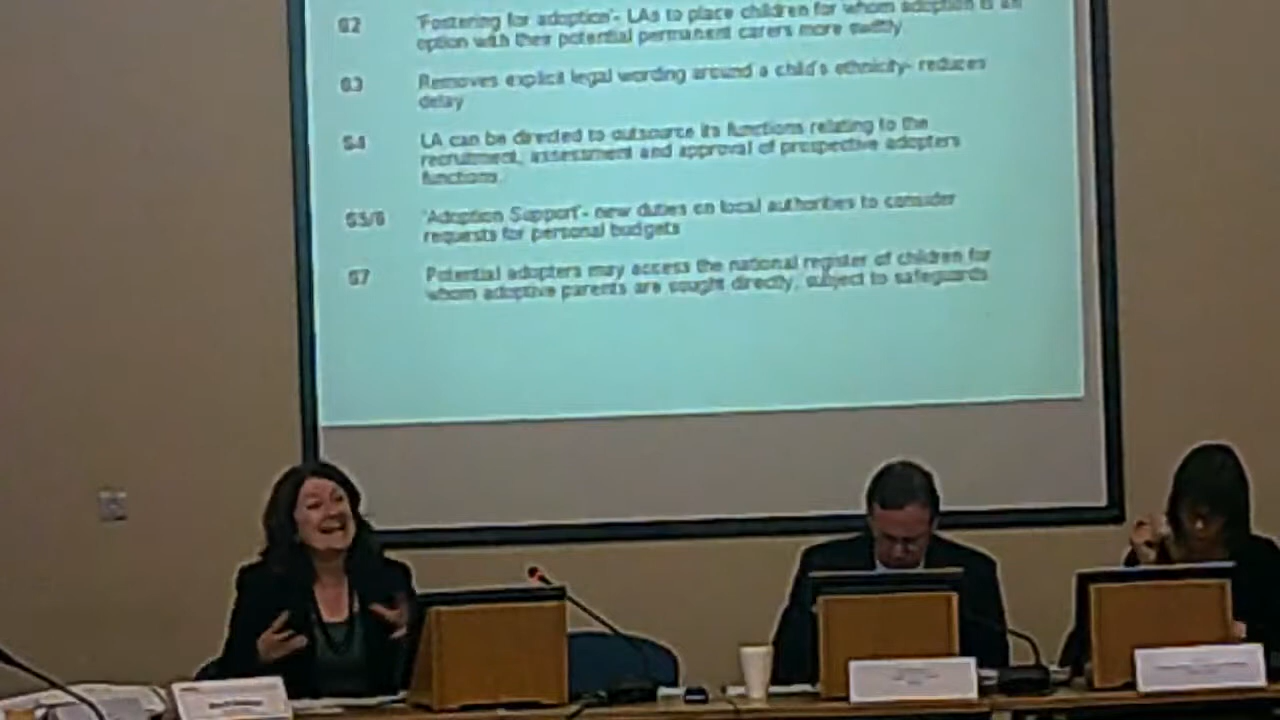 S2 'Fostering for adoption'- LAs to place children for whom adoption is an
option with their potential permanent carers more swiftly
S3 Removes explicit legal wording around a child's ethnicity- reduces
delay
S4 LA can be directed to outsource its functions relating to the
recruitment, assessment and approval of prospective adopters
functions
S5/6 'Adoption Support'- new duties on local authorities to consider
requests for personal budgets
S7 Potential adopters may access the national register of children for
whom adoptive parents are sought directly, subject to safeguards